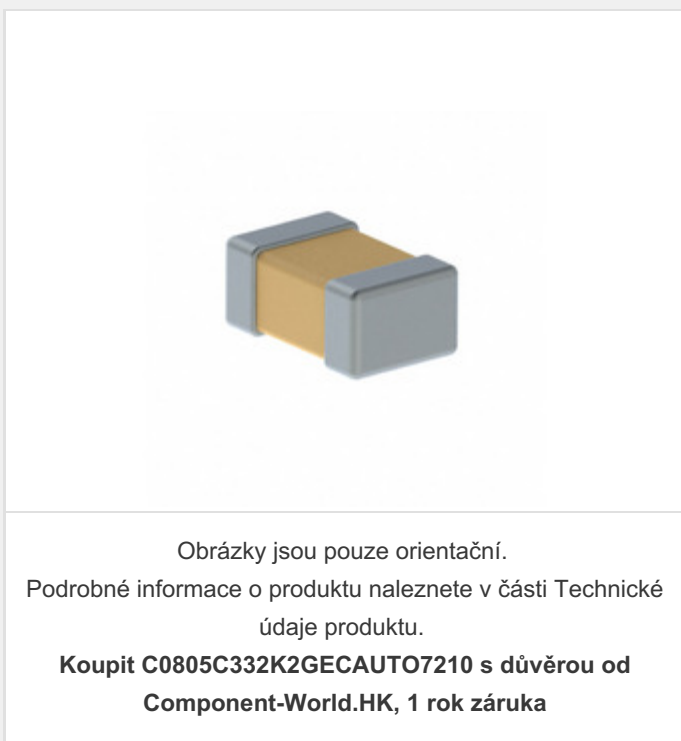 Obrázky jsou pouze orientační.
Podrobné informace o produktu naleznete v části Technické
údaje produktu.
Koupit C0805C332K2GECAUTO7210 s důvěrou od
Component-World.HK, 1 rok záruka